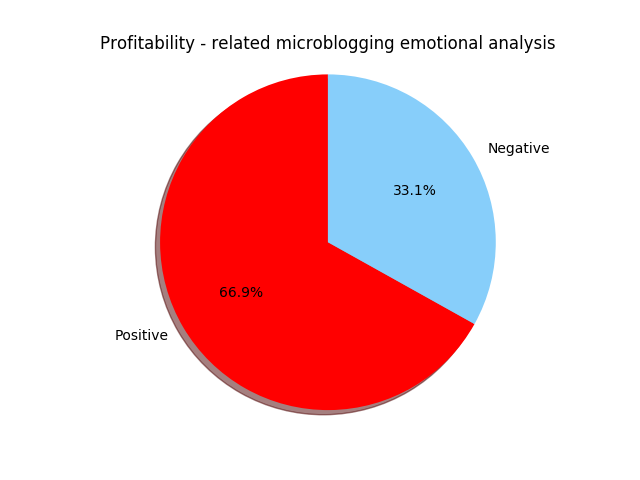 Profitability - related microblogging emotional analysis
Negative
33.1%
66.9%
Positive